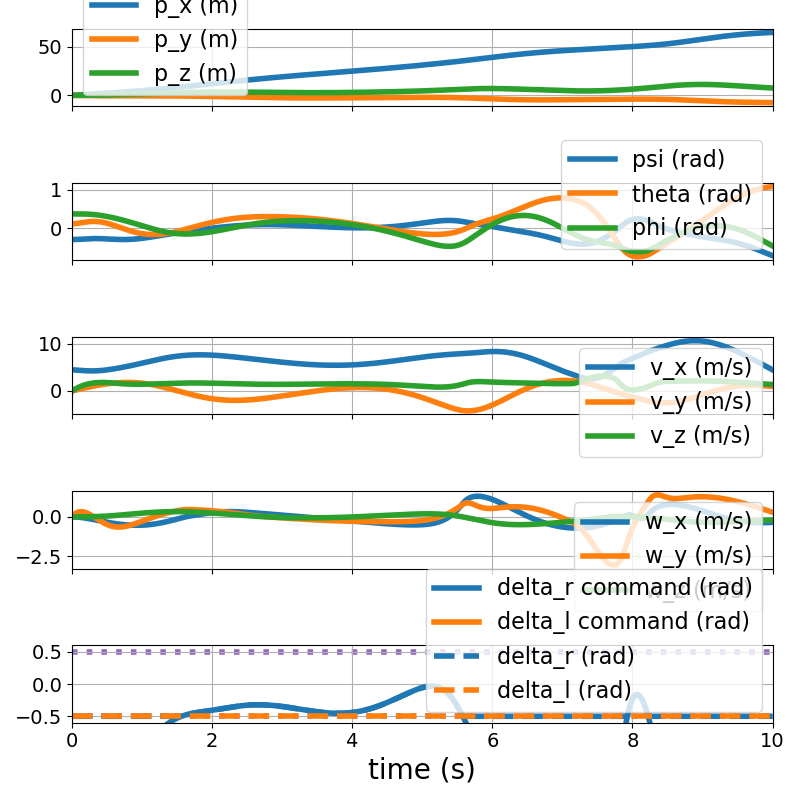 p_x (m)
p_y (m)
p_z (m)
50
0
psi (rad)
theta (rad)
phi (rad)
1
0
v_x (m/s)
v_y (m/s)
v_z (m/s)
10
0
w_x (m/s)
w_y (m/s)
w_z (m/s)
0.0
−2.5
delta_r command (rad)
delta_l command (rad)
delta_r (rad)
delta_l (rad)
0.5
0.0
−0.5
0 2 4 6 8 10
time (s)